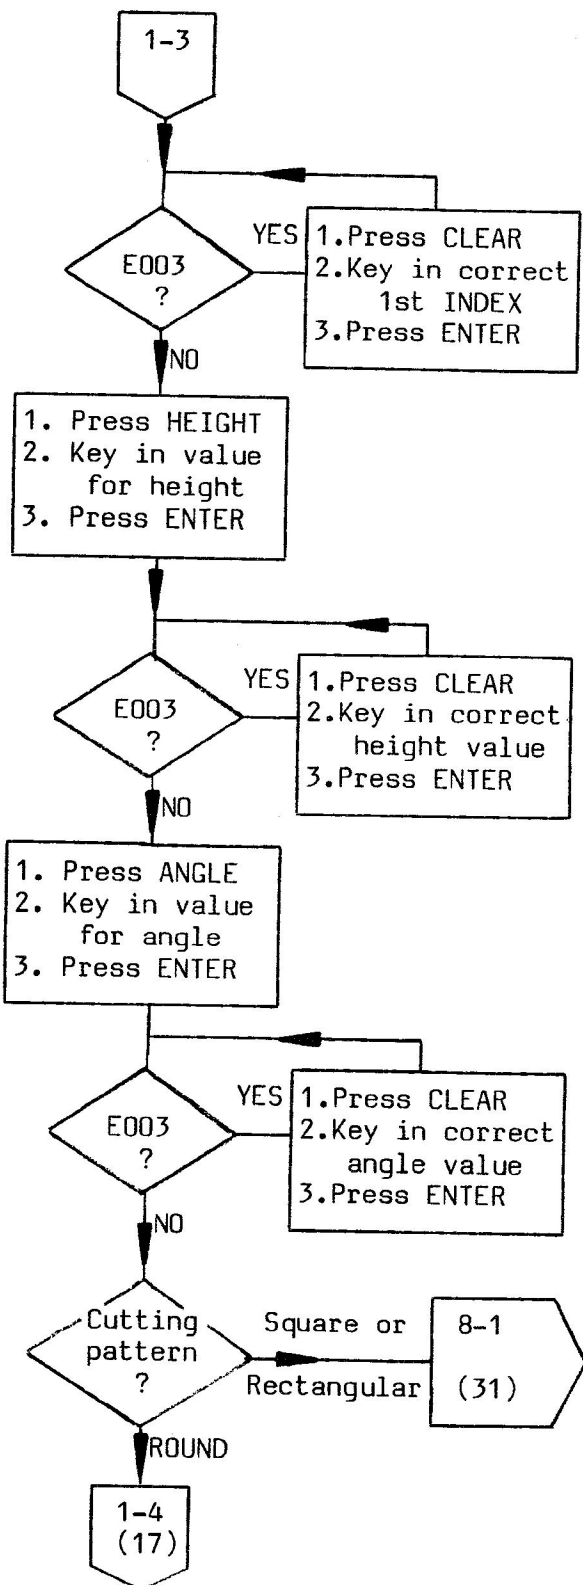 1-3
E003
?
YES
1.Press CLEAR
2.Key in correct
1st INDEX
3.Press ENTER
NO
1. Press HEIGHT
2. Key in value
for height
3. Press ENTER
E003
?
YES
1.Press CLEAR
2.Key in correct
height value
3.Press ENTER
NO
1. Press ANGLE
2. Key in value
for angle
3. Press ENTER
E003
?
YES
1.Press CLEAR
2.Key in correct
angle value
3.Press ENTER
NO
Cutting
pattern
?
Square or
Rectangular
8-1
(31)
ROUND
1-4
(17)